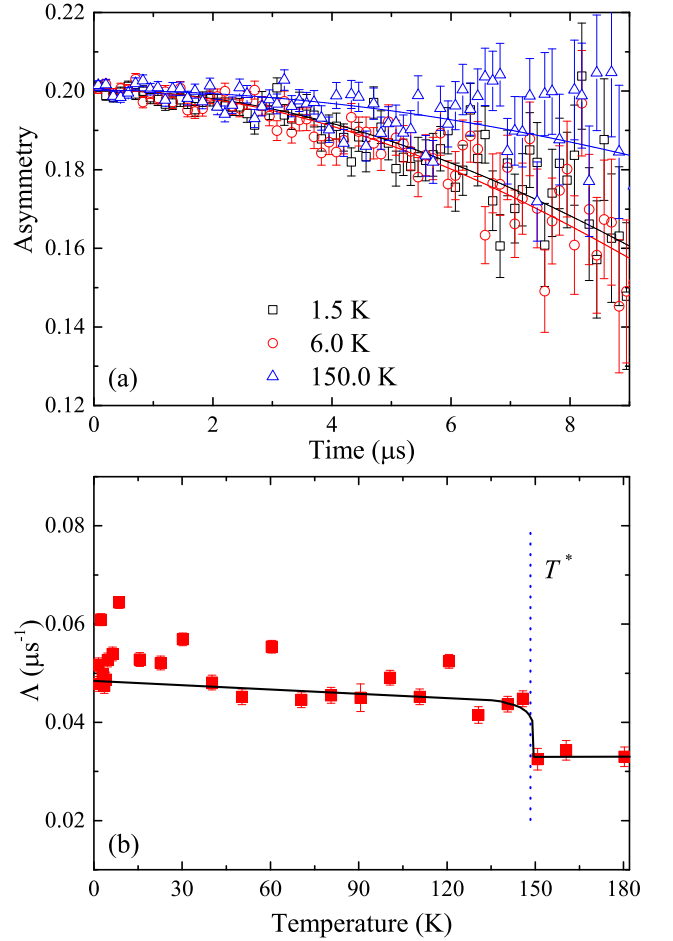 0.22
0.20
0.18
0.16
0.14
0.12
Asymmetry
1.5 K
6.0 K
150.0 K
(a)
0 2 4 6 8
Time (μs)
0.08
0.06
0.04
0.02
Λ (μs⁻¹)
T*
(b)
0 30 60 90 120 150 180
Temperature (K)